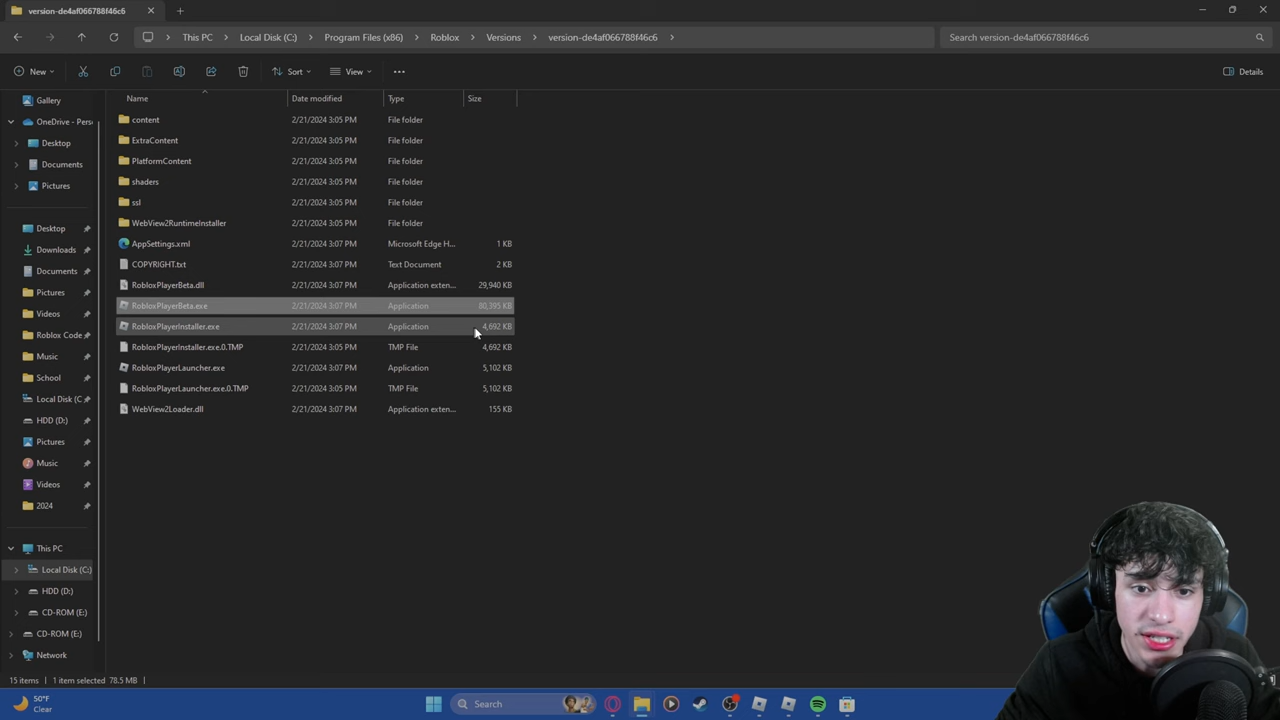 version-de4af066788f46c6
This PC
Local Disk (C:)
Program Files (x86)
Roblox
Versions
version-de4af066788f46c6
Search version-de4af066788f46c6
New
Sort
View
Details
Name
Date modified
Type
Size
content 2/21/2024 3:05 PM File folder
ExtraContent 2/21/2024 3:05 PM File folder
PlatformContent 2/21/2024 3:05 PM File folder
shaders 2/21/2024 3:05 PM File folder
ssl 2/21/2024 3:05 PM File folder
WebView2RuntimeInstaller 2/21/2024 3:05 PM File folder
AppSettings.xml 2/21/2024 3:07 PM Microsoft Edge H... 1 KB
COPYRIGHT.txt 2/21/2024 3:07 PM Text Document 2 KB
RobloxPlayerBeta.dll 2/21/2024 3:07 PM Application exten... 29,940 KB
RobloxPlayerBeta.exe 2/21/2024 3:07 PM Application 80,395 KB
RobloxPlayerInstaller.exe 2/21/2024 3:07 PM Application 4,692 KB
RobloxPlayerInstaller.exe.0.TMP 2/21/2024 3:07 PM TMP File 4,692 KB
RobloxPlayerLauncher.exe 2/21/2024 3:07 PM Application 5,102 KB
RobloxPlayerLauncher.exe.0.TMP 2/21/2024 3:05 PM TMP File 5,102 KB
WebView2Loader.dll 2/21/2024 3:07 PM Application exten... 155 KB
Gallery
OneDrive - Pers
Desktop
Documents
Pictures
Desktop
Downloads
Documents
Pictures
Videos
Roblox Code
Music
School
Local Disk (C
HDD (D:)
Pictures
Music
Videos
2024
This PC
Local Disk (C:)
HDD (D:)
CD-ROM (E:)
CD-ROM (E:)
Network
15 items
1 item selected 78.5 MB
50°F
Clear
Search